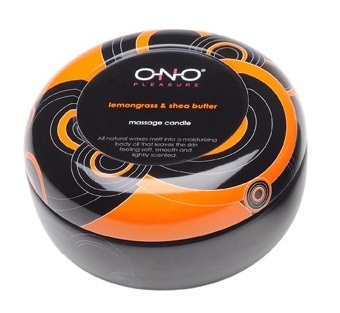 O-N-O®
PLEASURE
lemongrass & shea butter
massage candle
All natural waxes melt into a moisturizing
body oil that leaves the skin
feeling soft, smooth and
lightly scented.